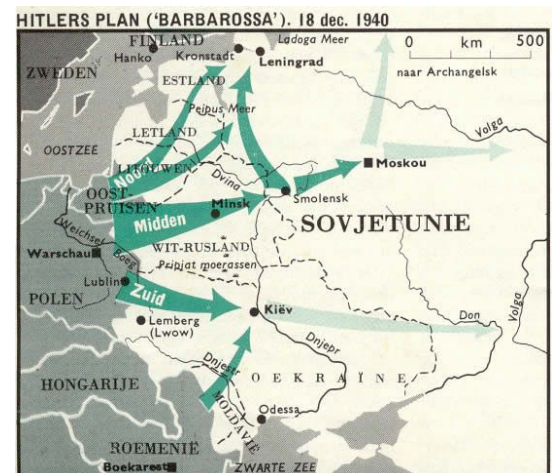 HITLERS PLAN ('BARBAROSSA'). 18 dec. 1940
FINLAND
Ladoga Meer
0 km 500
Hanko
Kronstadt
Leningrad
naar Archangelsk
ZWEDEN
ESTLAND
Peipus Meer
Volga
OOSTZEE
LETLAND
LITOUWEN
Noord
Dvina
Moskou
Smolensk
OOST-
PRUISEN
Minsk
Midden
SOVJETUNIE
Weichsel
WIT-RUSLAND
Warschau
Boeg
Pripjat moerassen
Lublin
Zuid
Kiëv
Don
Volga
POLEN
Lemberg
(Lwow)
Dnjepr
Dnjestr
HONGARIJE
OEKRAÏNE
MOLDAVIË
Odessa
ROEMENIË
Boekarest
ZWARTE ZEE